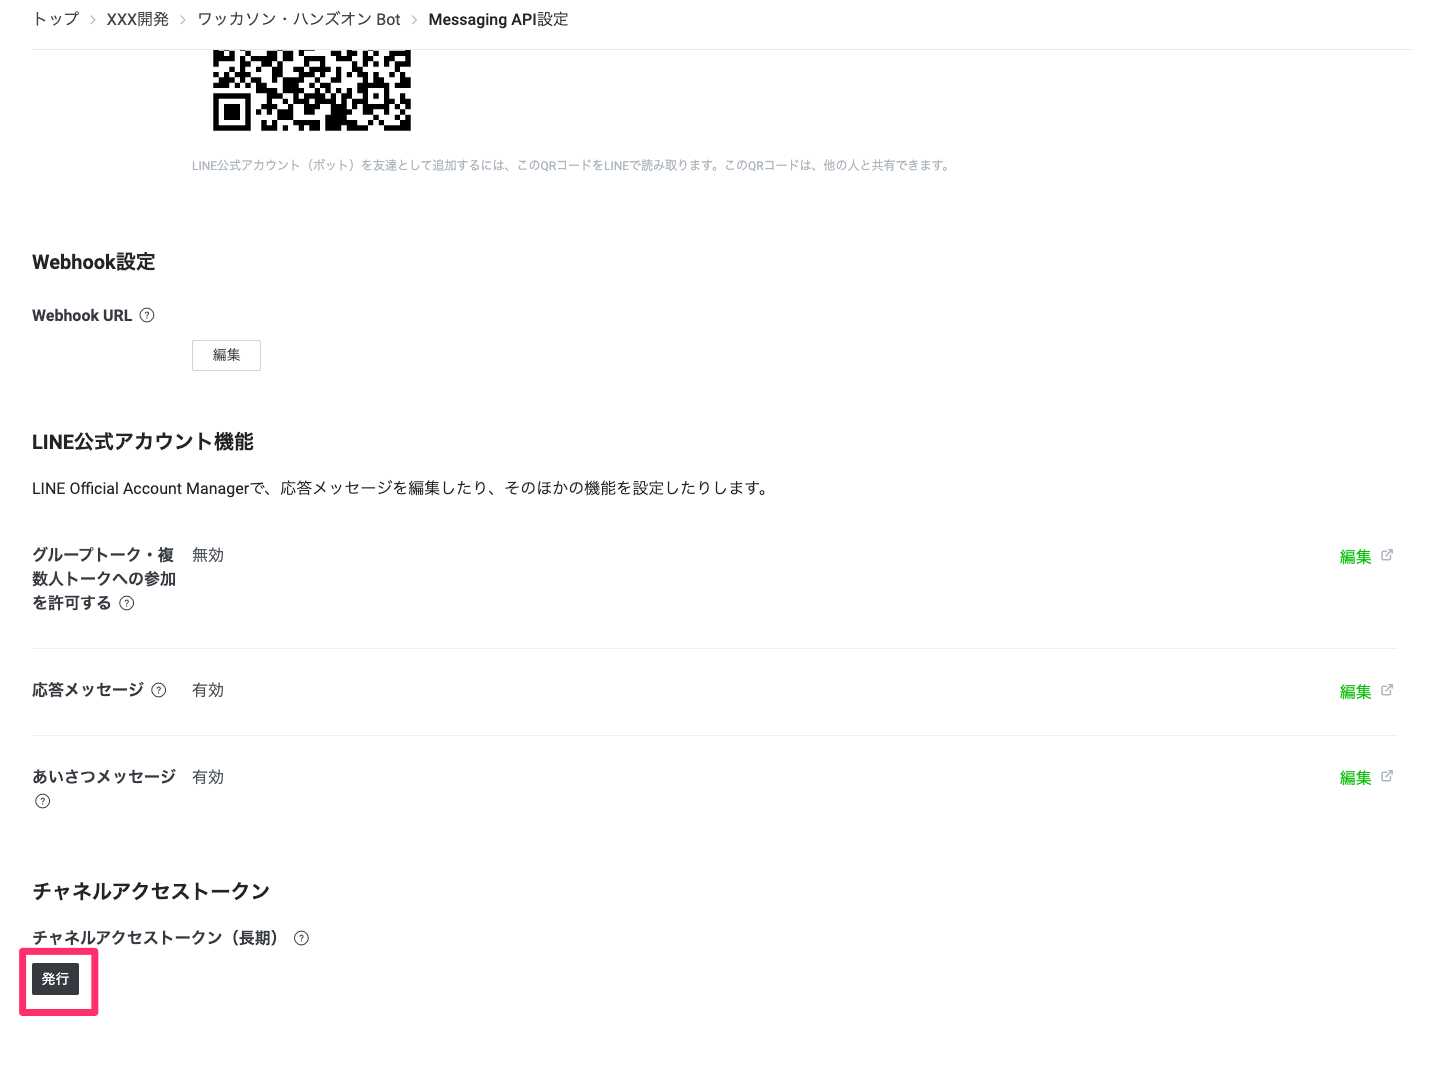 トップ > XXX開発 > ワッカソン・ハンズオン Bot > Messaging API設定
LINE公式アカウント（ボット）を友達として追加するには、このQRコードをLINEで読み取ります。このQRコードは、他の人と共有できます。
Webhook設定
Webhook URL ?
編集
LINE公式アカウント機能
LINE Official Account Managerで、応答メッセージを編集したり、そのほかの機能を設定したりします。
グループトーク・複 無効 編集
数人トークへの参加
を許可する ?
応答メッセージ ? 有効 編集
あいさつメッセージ 有効 編集
?
チャネルアクセストークン
チャネルアクセストークン（長期） ?
発行